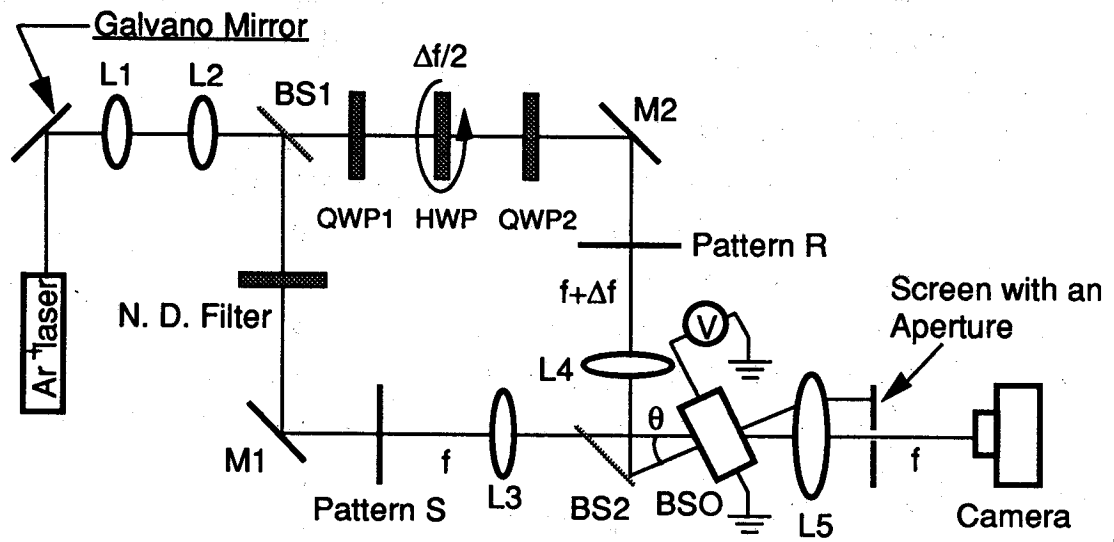 Galvano Mirror
L1
L2
BS1
Δf/2
M2
QWP1
HWP
QWP2
Pattern R
f+Δf
Screen with an
Aperture
N. D. Filter
V
L4
Ar+laser
θ
M1
f
f
Pattern S
L3
BS2
BSO
L5
Camera